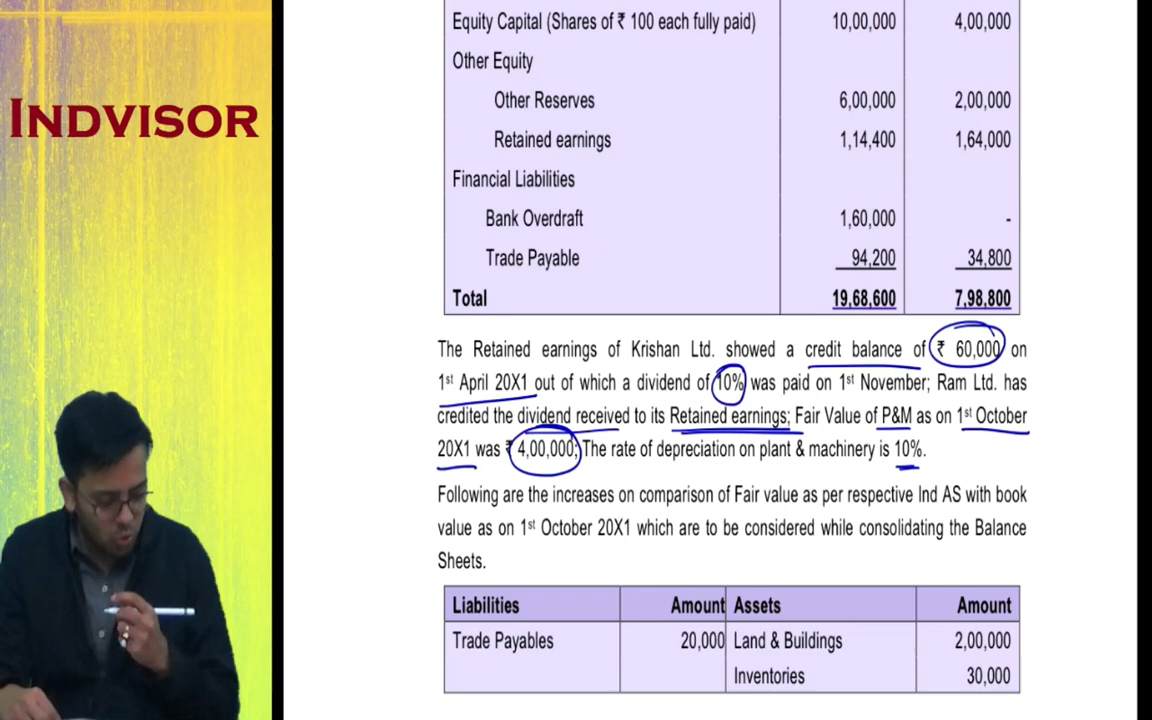 INDVISOR
Equity Capital (Shares of ₹ 100 each fully paid) 10,00,000 4,00,000
Other Equity
Other Reserves 6,00,000 2,00,000
Retained earnings 1,14,400 1,64,000
Financial Liabilities
Bank Overdraft 1,60,000 -
Trade Payable 94,200 34,800
Total 19,68,600 7,98,800
The Retained earnings of Krishan Ltd. showed a credit balance of ₹ 60,000 on
1st April 20X1 out of which a dividend of 10% was paid on 1st November; Ram Ltd. has
credited the dividend received to its Retained earnings; Fair Value of P&M as on 1st October
20X1 was ₹ 4,00,000; The rate of depreciation on plant & machinery is 10%.
Following are the increases on comparison of Fair value as per respective Ind AS with book
value as on 1st October 20X1 which are to be considered while consolidating the Balance
Sheets.
Liabilities Amount Assets Amount
Trade Payables 20,000 Land & Buildings 2,00,000
Inventories 30,000